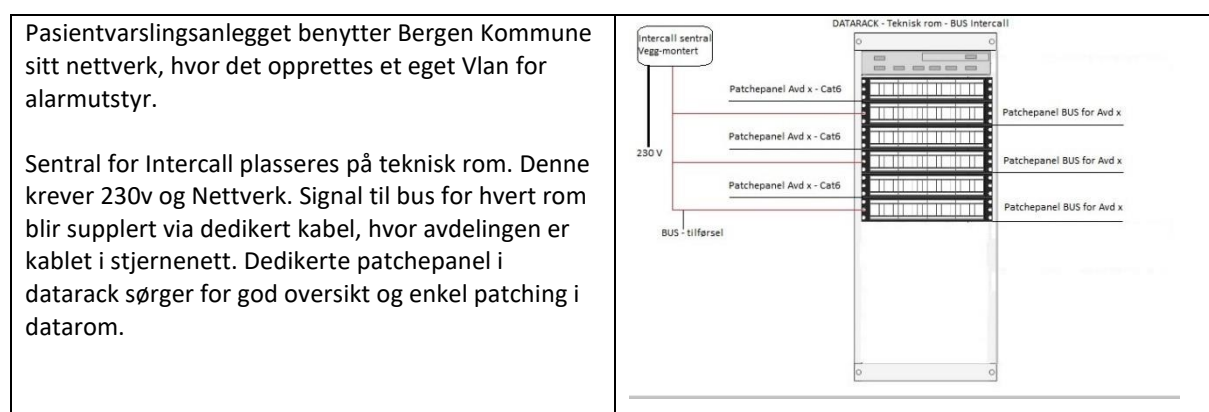 Pasientvarslingsanlegget benytter Bergen Kommune
sitt nettverk, hvor det opprettes et eget Vlan for
alarmutstyr.
Sentral for Intercall plasseres på teknisk rom. Denne
krever 230v og Nettverk. Signal til bus for hvert rom
blir supplert via dedikert kabel, hvor avdelingen er
kablet i stjernenett. Dedikerte patchepanel i
datarack sørger for god oversikt og enkel patching i
datarom.
DATARACK - Teknisk rom - BUS Intercall
Intercall sentral
Vegg-montert
Patchepanel Avd x - Cat6
Patchepanel BUS for Avd x
Patchepanel Avd x - Cat6
230 V
Patchepanel BUS for Avd x
Patchepanel Avd x - Cat6
Patchepanel BUS for Avd x
BUS - tilførsel